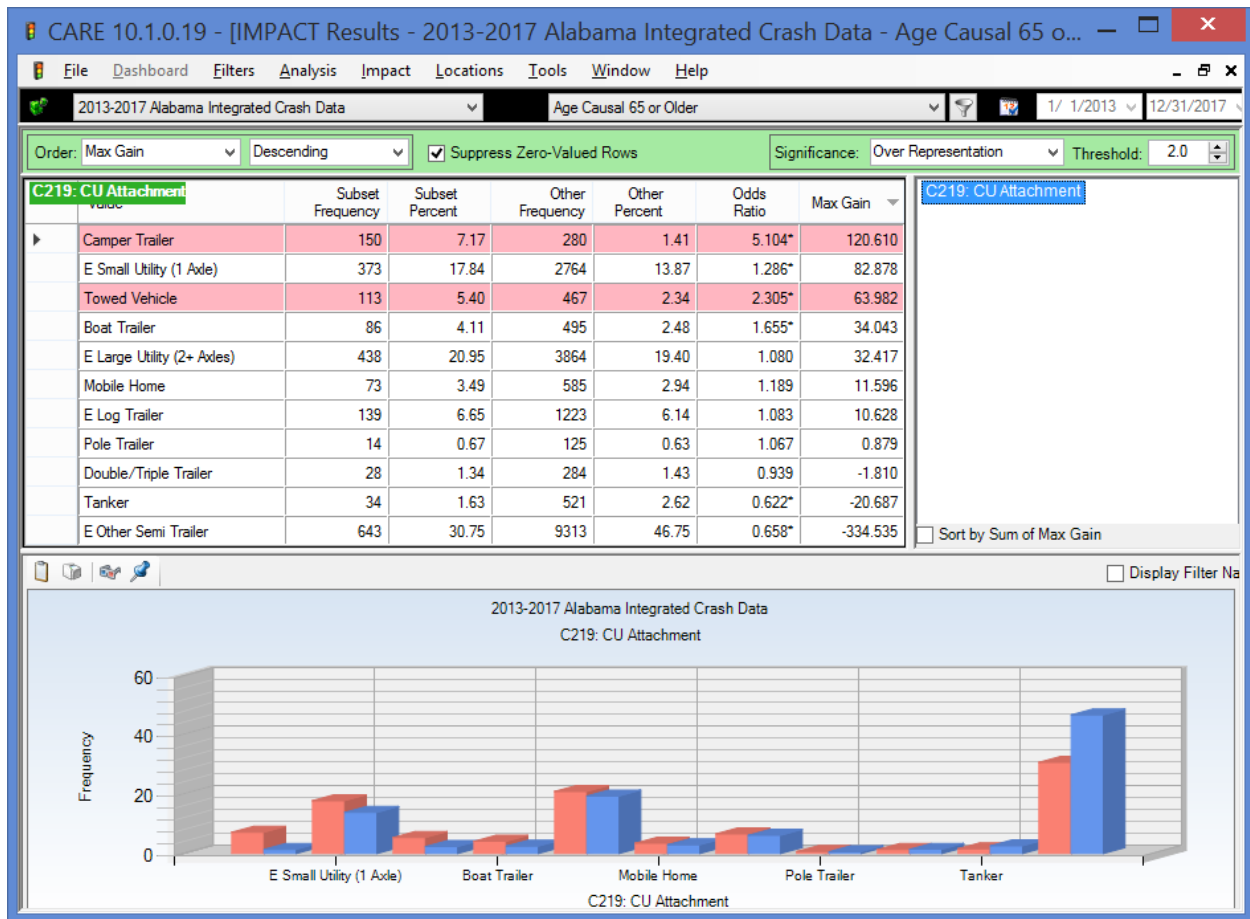 CARE 10.1.0.19 - [IMPACT Results - 2013-2017 Alabama Integrated Crash Data - Age Causal 65 o...
File Dashboard Filters Analysis Impact Locations Tools Window Help
2013-2017 Alabama Integrated Crash Data Age Causal 65 or Older 1/ 1/2013 12/31/2017
Order: Max Gain Descending Suppress Zero-Valued Rows Significance: Over Representation Threshold: 2.0
C219: CU Attachment Subset Frequency Subset Percent Other Frequency Other Percent Odds Ratio Max Gain C219: CU Attachment
Camper Trailer 150 7.17 280 1.41 5.104* 120.610
E Small Utility (1 Axle) 373 17.84 2764 13.87 1.286* 82.878
Towed Vehicle 113 5.40 467 2.34 2.305* 63.982
Boat Trailer 86 4.11 495 2.48 1.655* 34.043
E Large Utility (2+ Axles) 438 20.95 3864 19.40 1.080 32.417
Mobile Home 73 3.49 585 2.94 1.189 11.596
E Log Trailer 139 6.65 1223 6.14 1.083 10.628
Pole Trailer 14 0.67 125 0.63 1.067 0.879
Double/Triple Trailer 28 1.34 284 1.43 0.939 -1.810
Tanker 34 1.63 521 2.62 0.622* -20.687
E Other Semi Trailer 643 30.75 9313 46.75 0.658* -334.535
Sort by Sum of Max Gain
Display Filter Na
2013-2017 Alabama Integrated Crash Data
C219: CU Attachment
60
40
20
0
Frequency
E Small Utility (1 Axle) Boat Trailer Mobile Home Pole Trailer Tanker
C219: CU Attachment